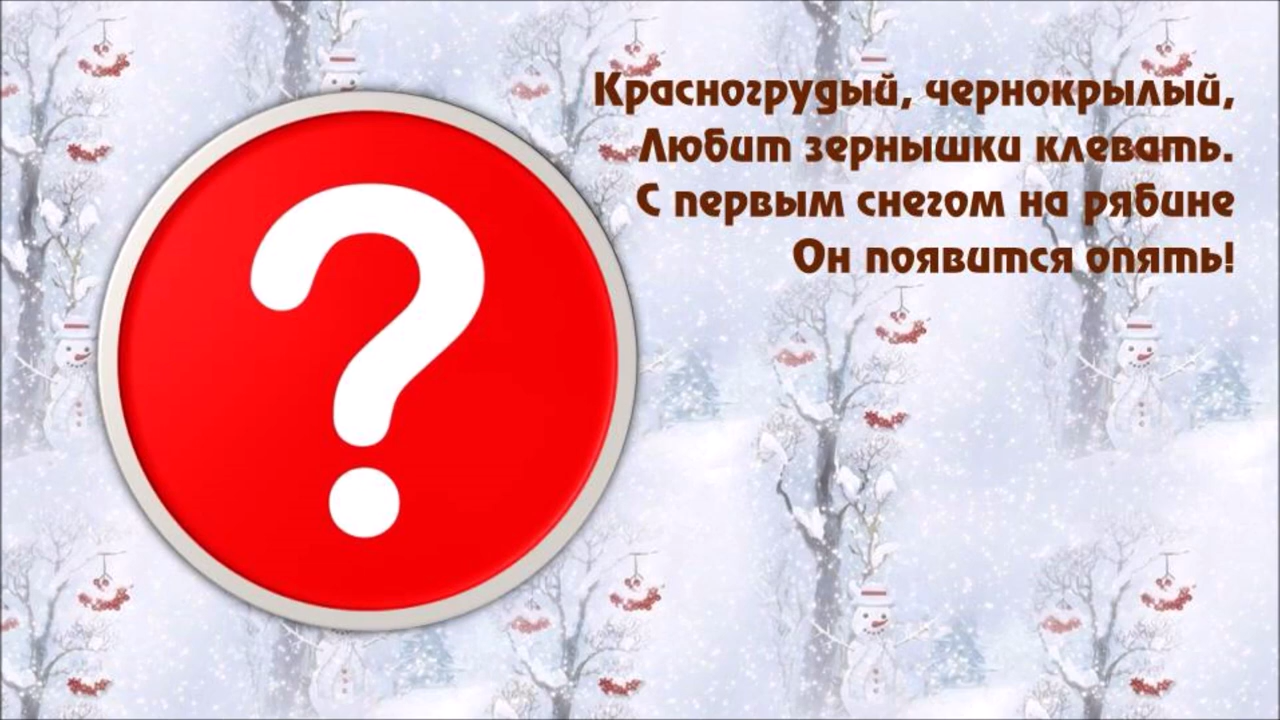 Красногрудый, чернокрылый,
Любит зернышки клевать.
С первым снегом на рябине
Он появится опять!
?